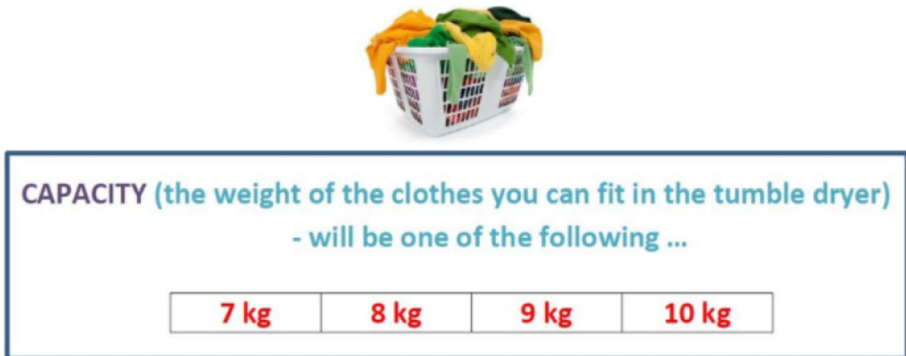 CAPACITY (the weight of the clothes you can fit in the tumble dryer)
- will be one of the following ...
7 kg 8 kg 9 kg 10 kg